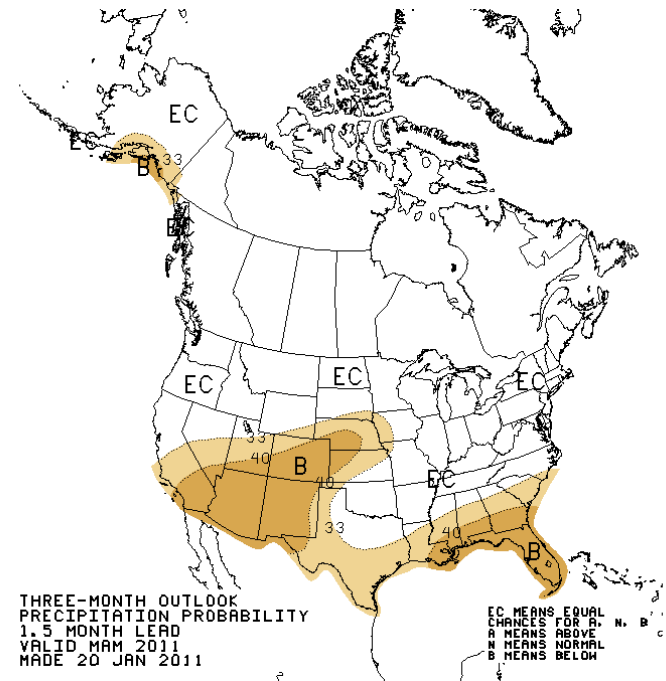 EC
EC
33
B
EC
EC
EC
EC
33
40
B
40
EC
33
40
B
THREE-MONTH OUTLOOK
PRECIPITATION PROBABILITY
1.5 MONTH LEAD
VALID MAM 2011
MADE 20 JAN 2011
EC MEANS EQUAL
CHANCES FOR A, N, B
A MEANS ABOVE
N MEANS NORMAL
B MEANS BELOW